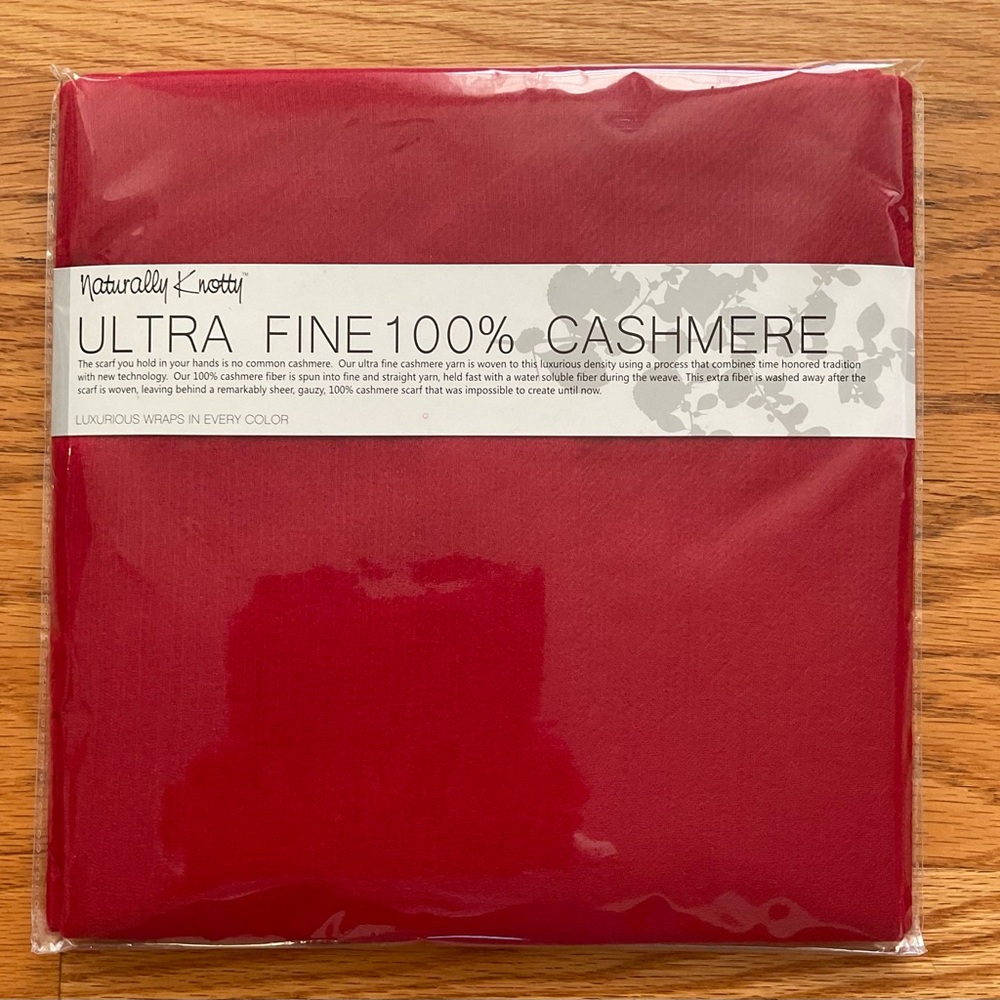 Naturally Knotty™
ULTRA FINE 100% CASHMERE
The scarf you hold in your hands is no common cashmere. Our ultra fine cashmere yarn is woven to this luxurious density using a process that combines time honored tradition
with new technology. Our 100% cashmere fiber is spun into fine and straight yarn, held fast with a water soluble fiber during the weave. This extra fiber is washed away after the
scarf is woven, leaving behind a remarkably sheer, gauzy, 100% cashmere scarf that was impossible to create until now.
LUXURIOUS WRAPS IN EVERY COLOR